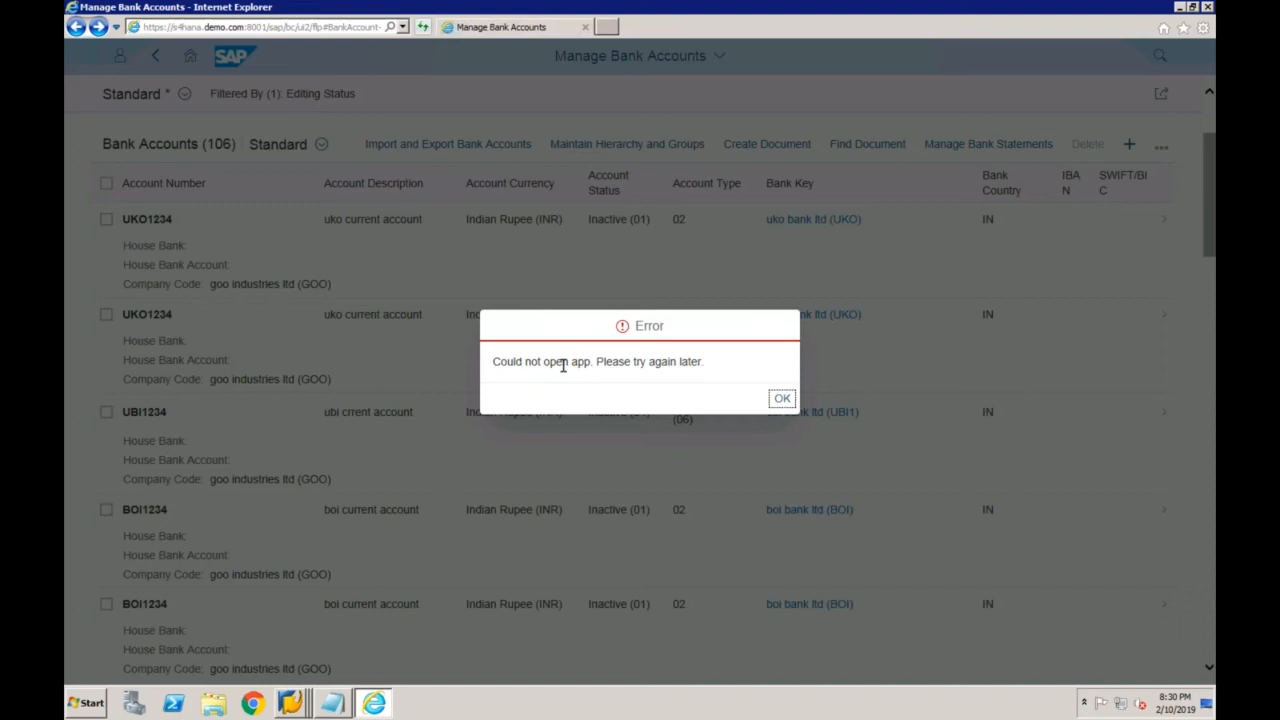 Manage Bank Accounts - Internet Explorer
https://s4hana.demo.com:8001/sap/bc/ui2/flp#BankAccount-
Manage Bank Accounts
SAP
Manage Bank Accounts
Standard * Filtered By (1): Editing Status
Bank Accounts (106) Standard Import and Export Bank Accounts Maintain Hierarchy and Groups Create Document Find Document Manage Bank Statements Delete
Account Number Account Description Account Currency Account Status Account Type Bank Key Bank Country IBAN SWIFT/BIC
UKO1234 uko current account Indian Rupee (INR) Inactive (01) 02 uko bank ltd (UKO) IN
House Bank:
House Bank Account:
Company Code: goo industries ltd (GOO)
UKO1234 uko current account
House Bank:
House Bank Account:
Company Code: goo industries ltd (GOO)
Error
Could not open app. Please try again later.
OK
UBI1234 ubi crrent account Indian Rupee (INR) Inactive (01) (06) bank ltd (UBI1) IN
House Bank:
House Bank Account:
Company Code: goo industries ltd (GOO)
BOI1234 boi current account Indian Rupee (INR) Inactive (01) 02 boi bank ltd (BOI) IN
House Bank:
House Bank Account:
Company Code: goo industries ltd (GOO)
BOI1234 boi current account Indian Rupee (INR) Inactive (01) 02 boi bank ltd (BOI) IN
House Bank:
House Bank Account:
Company Code: goo industries ltd (GOO)
Start
8:30 PM
2/10/2019